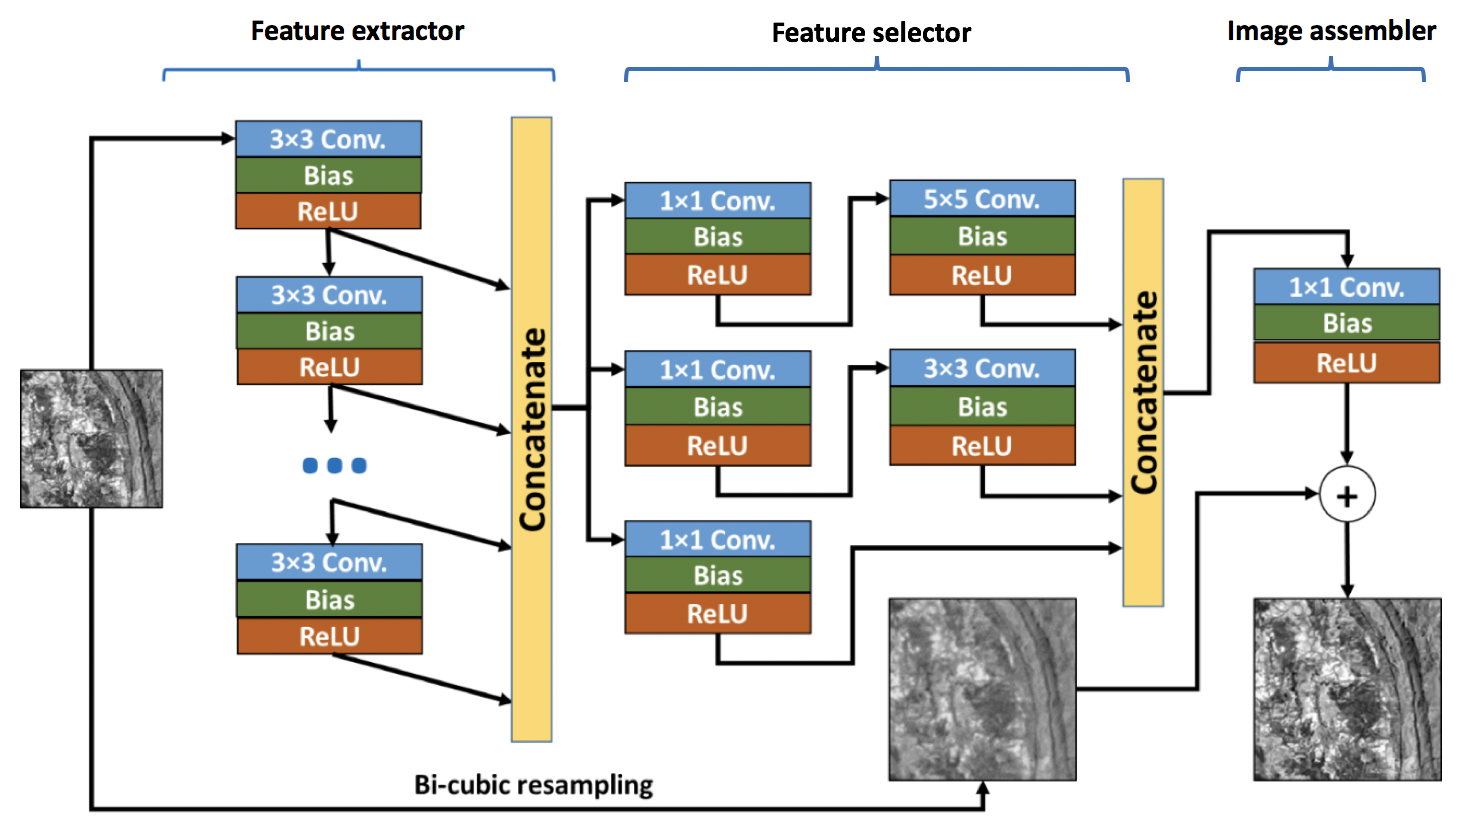 Feature extractor
Feature selector
Image assembler
3×3 Conv.
Bias
ReLU
3×3 Conv.
Bias
ReLU
3×3 Conv.
Bias
ReLU
Concatenate
1×1 Conv.
Bias
ReLU
5×5 Conv.
Bias
ReLU
1×1 Conv.
Bias
ReLU
3×3 Conv.
Bias
ReLU
1×1 Conv.
Bias
ReLU
Concatenate
1×1 Conv.
Bias
ReLU
+
Bi-cubic resampling